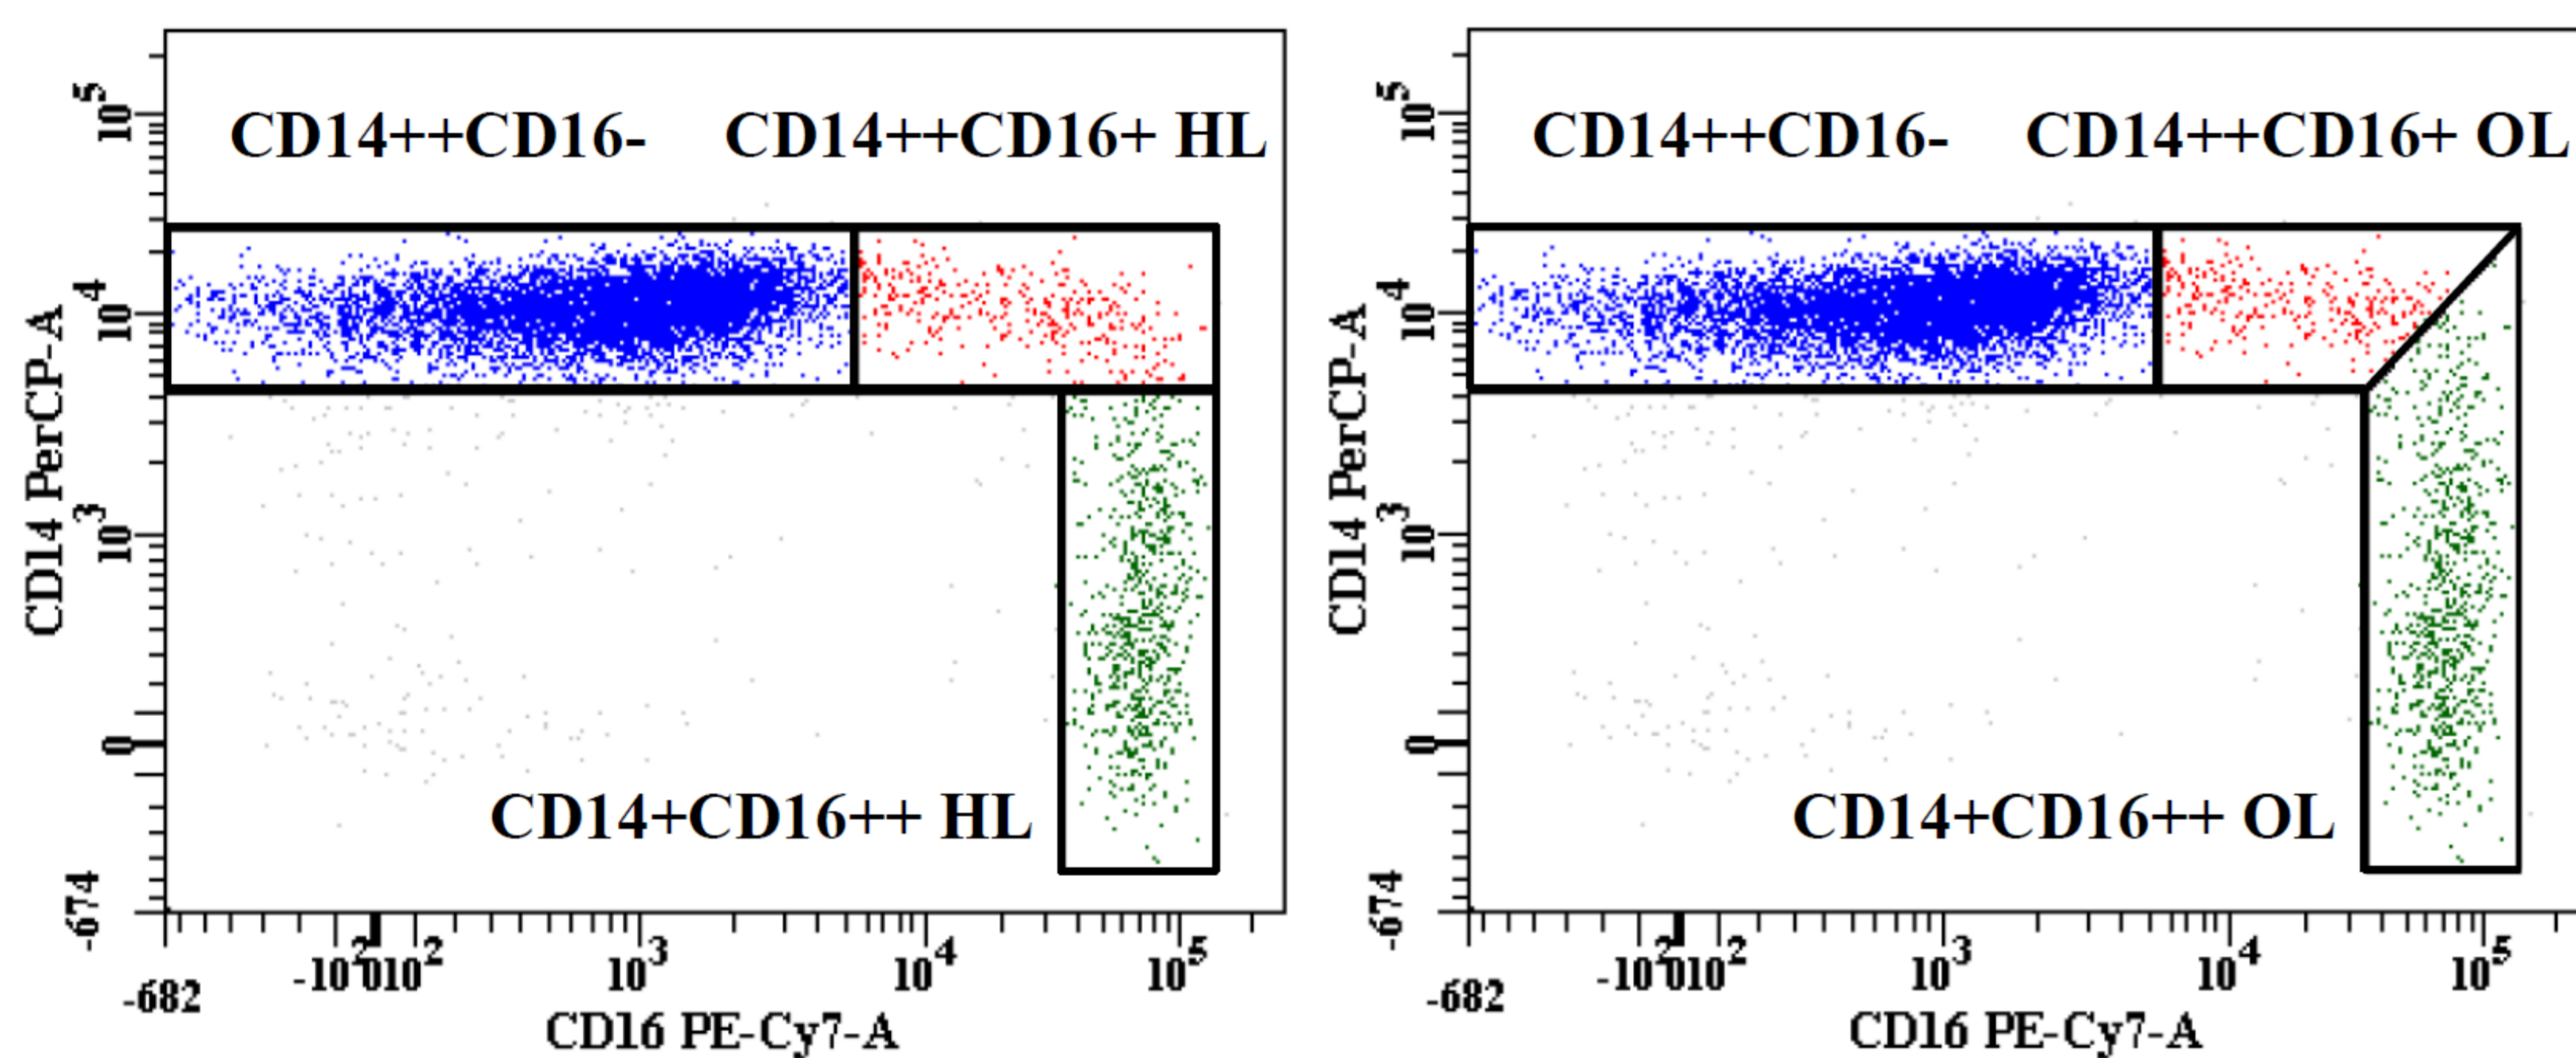 CD14++CD16- CD14++CD16+ HL
CD14+CD16++ HL
CD14 PerCP-A
10^5
10^4
10^3
0
-674
-682
-10^2 0 10^2 10^3 10^4 10^5
CD16 PE-Cy7-A
CD14++CD16- CD14++CD16+ OL
CD14+CD16++ OL
CD14 PerCP-A
10^5
10^4
10^3
0
-674
-682
-10^2 0 10^2 10^3 10^4 10^5
CD16 PE-Cy7-A